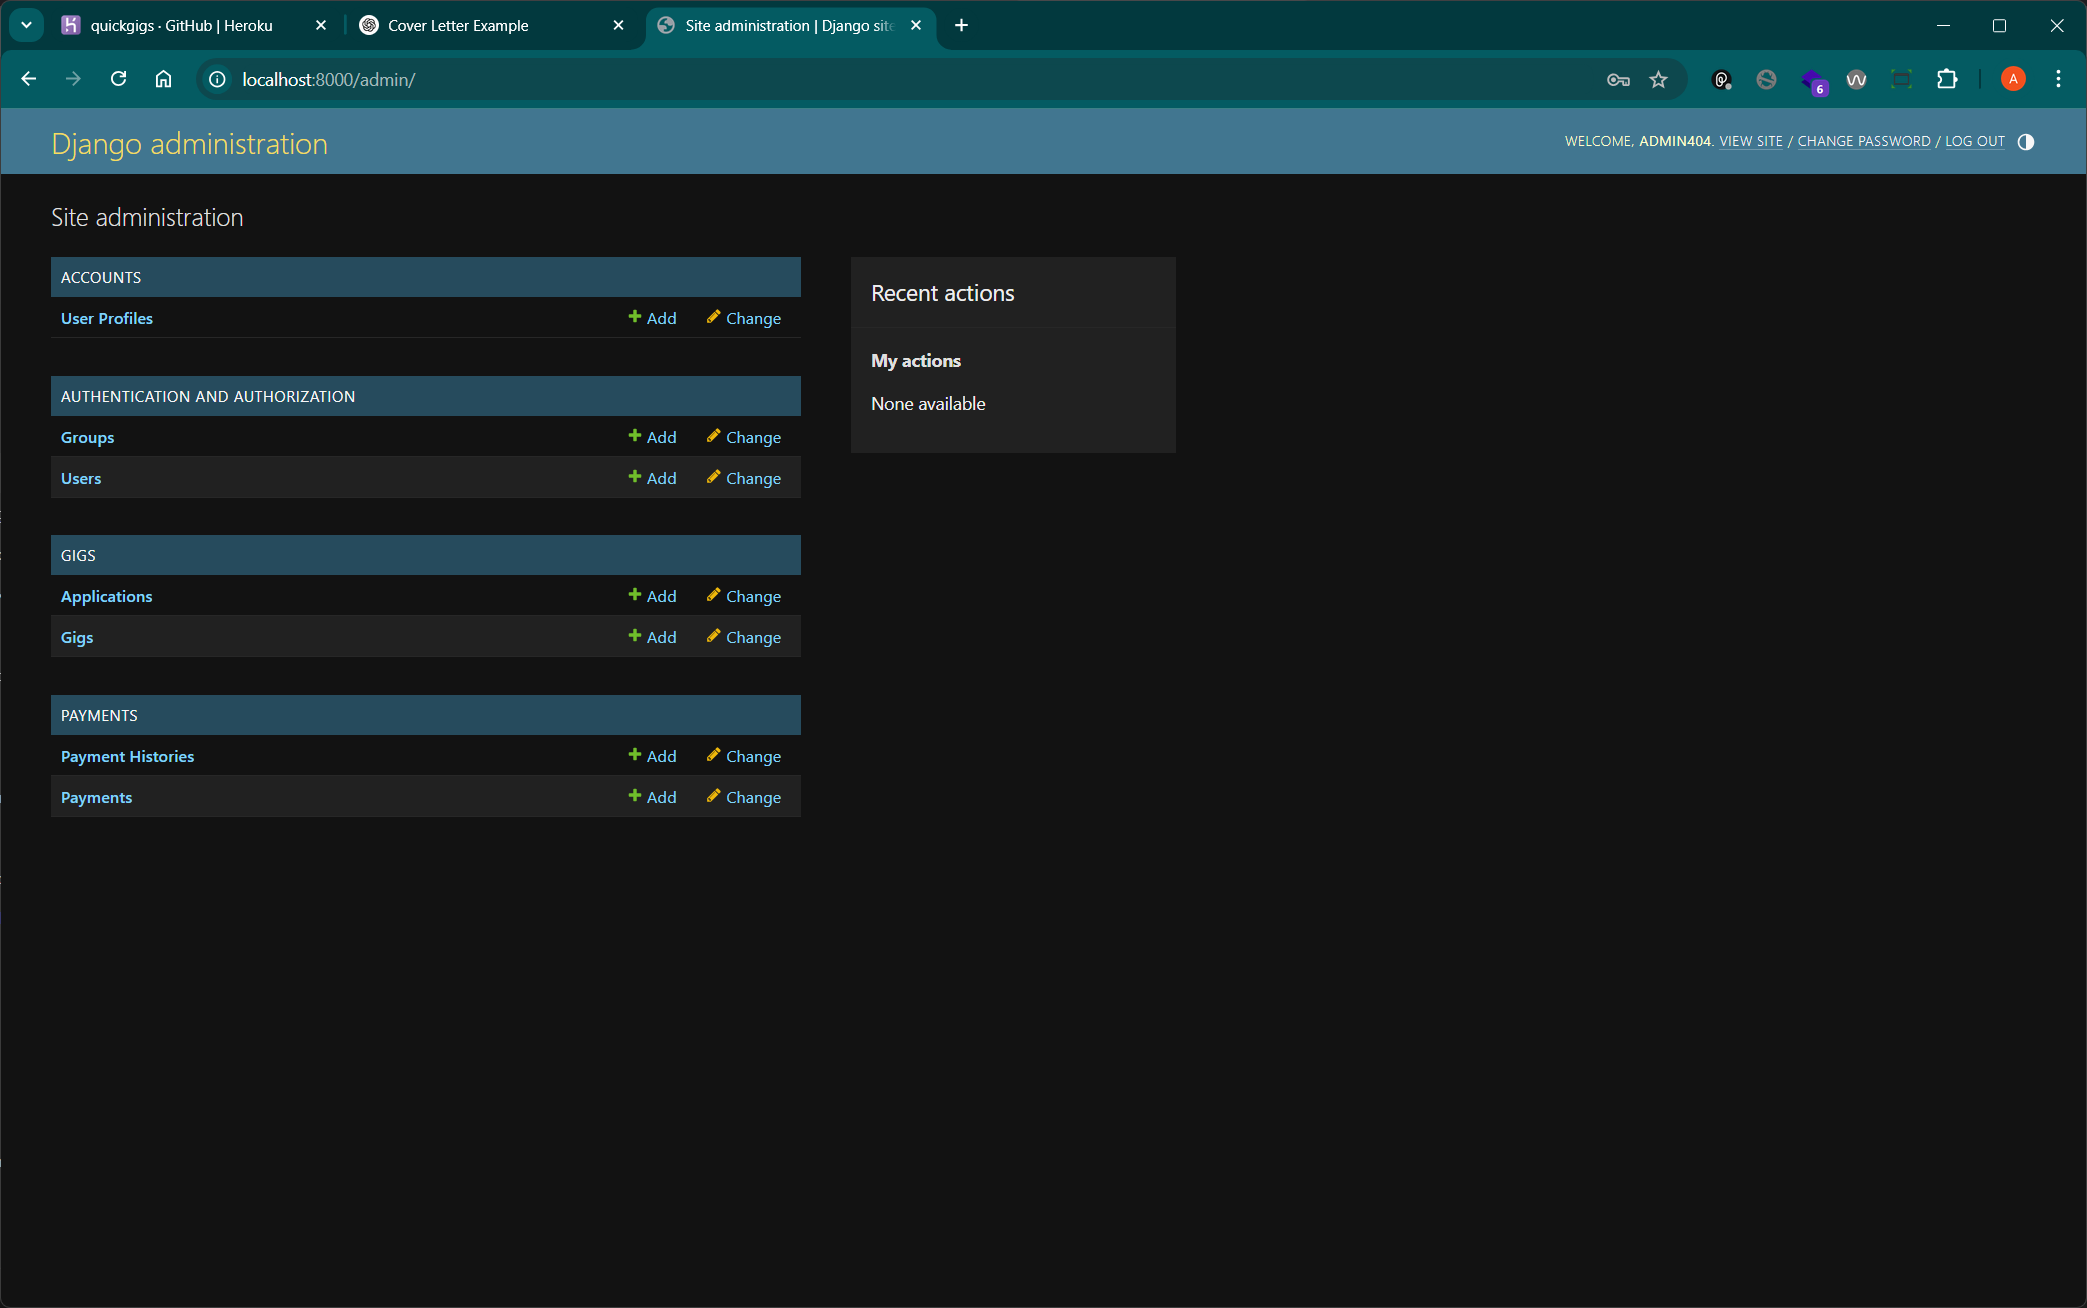 quickgigs · GitHub | Heroku
Cover Letter Example
Site administration | Django site
localhost:8000/admin/
6
A
Django administration
WELCOME, ADMIN404. VIEW SITE / CHANGE PASSWORD / LOG OUT
Site administration
ACCOUNTS
User Profiles Add Change
AUTHENTICATION AND AUTHORIZATION
Groups Add Change
Users Add Change
GIGS
Applications Add Change
Gigs Add Change
PAYMENTS
Payment Histories Add Change
Payments Add Change
Recent actions
My actions
None available